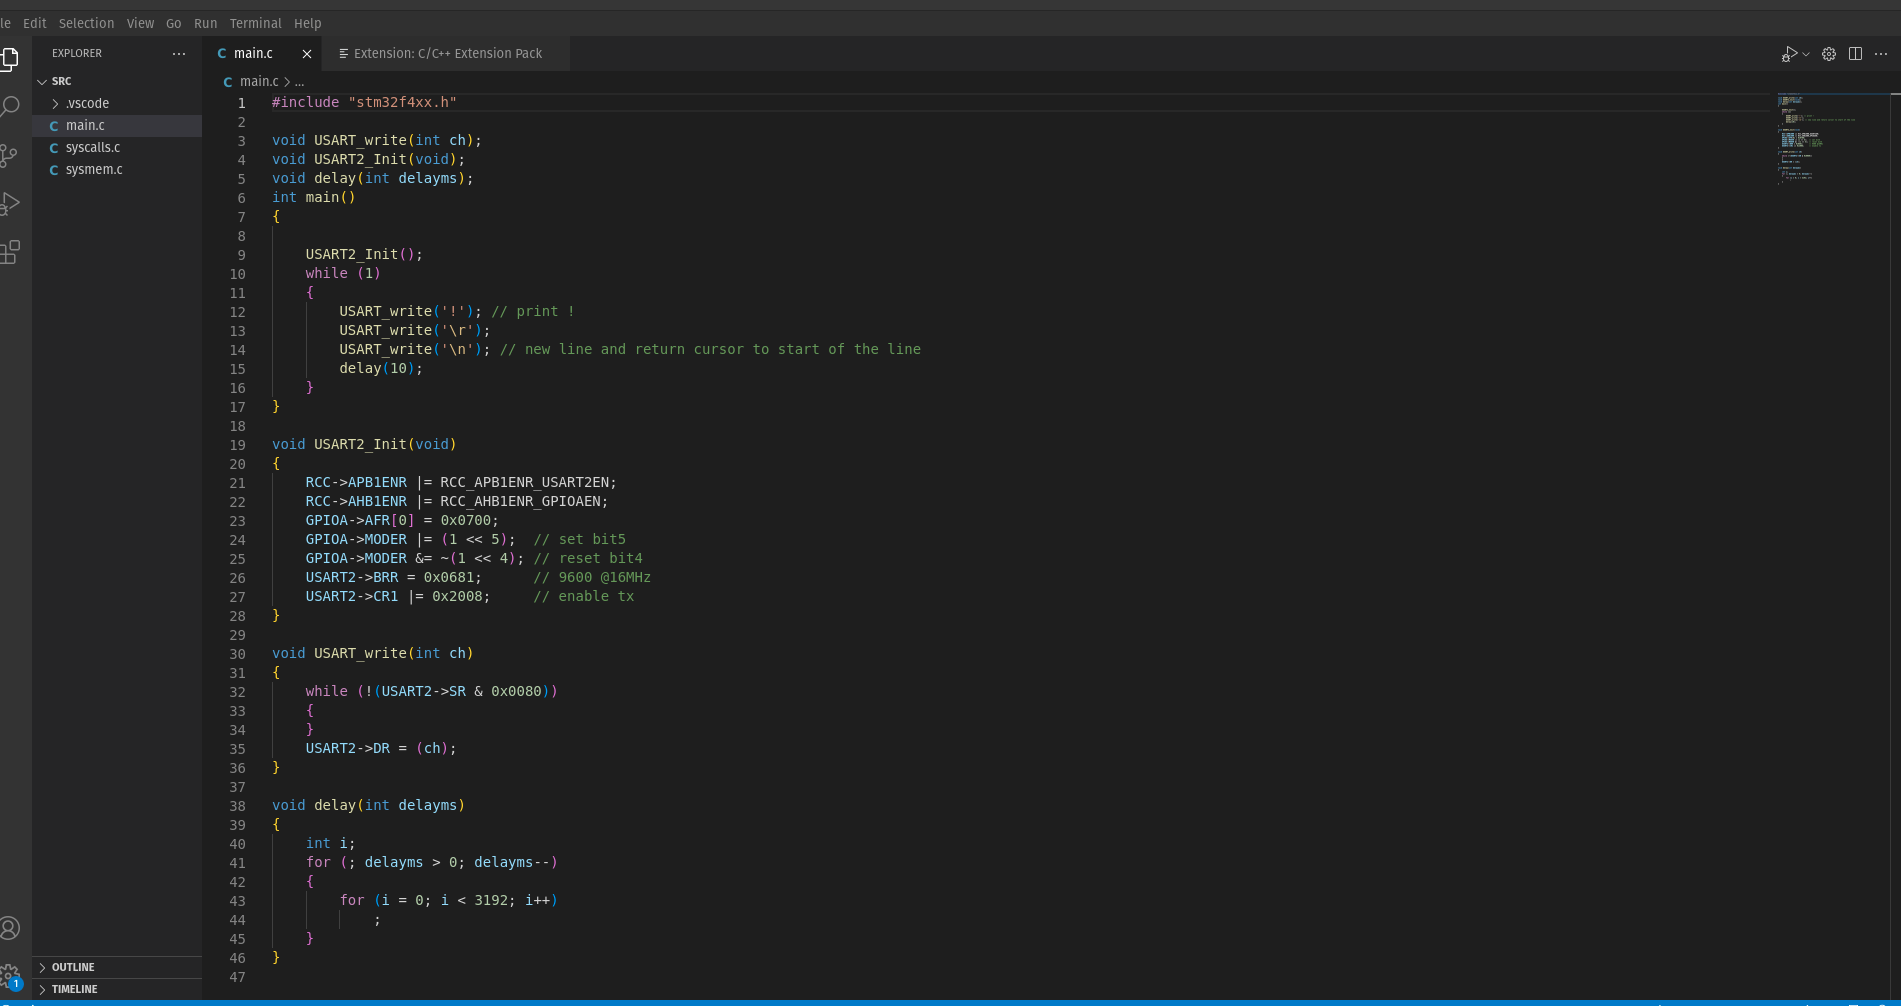 le Edit Selection View Go Run Terminal Help
EXPLORER
SRC
.vscode
C main.c
C syscalls.c
C sysmem.c
OUTLINE
TIMELINE
1
C main.c
Extension: C/C++ Extension Pack
C main.c > ...
1 #include "stm32f4xx.h"
2
3 void USART_write(int ch);
4 void USART2_Init(void);
5 void delay(int delayms);
6 int main()
7 {
8
9     USART2_Init();
10     while (1)
11     {
12         USART_write('!'); // print !
13         USART_write('\r');
14         USART_write('\n'); // new line and return cursor to start of the line
15         delay(10);
16     }
17 }
18
19 void USART2_Init(void)
20 {
21     RCC->APB1ENR |= RCC_APB1ENR_USART2EN;
22     RCC->AHB1ENR |= RCC_AHB1ENR_GPIOAEN;
23     GPIOA->AFR[0] = 0x0700;
24     GPIOA->MODER |= (1 << 5);  // set bit5
25     GPIOA->MODER &= ~(1 << 4); // reset bit4
26     USART2->BRR = 0x0681;      // 9600 @16MHz
27     USART2->CR1 |= 0x2008;     // enable tx
28 }
29
30 void USART_write(int ch)
31 {
32     while (!(USART2->SR & 0x0080))
33     {
34     }
35     USART2->DR = (ch);
36 }
37
38 void delay(int delayms)
39 {
40     int i;
41     for (; delayms > 0; delayms--)
42     {
43         for (i = 0; i < 3192; i++)
44             ;
45     }
46 }
47